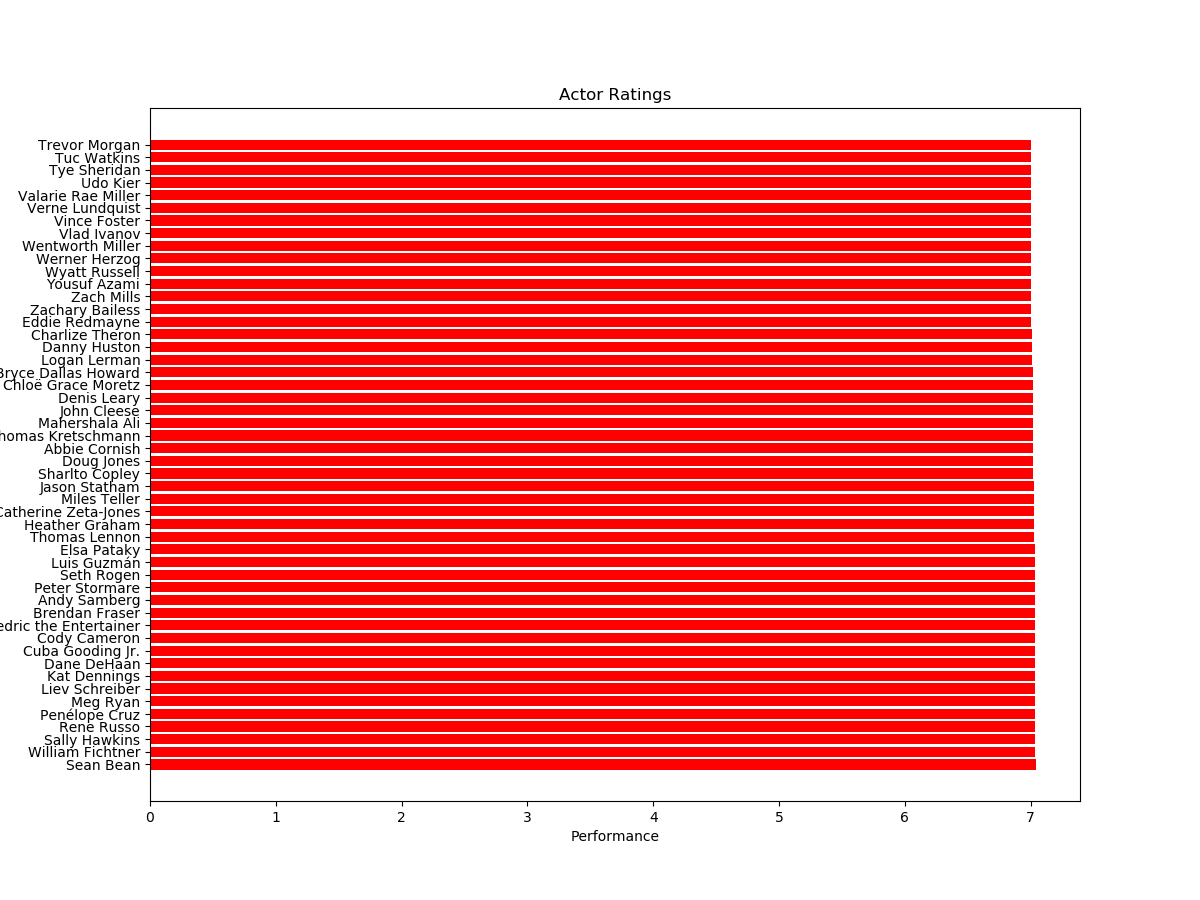 Actor Ratings
Trevor Morgan
Tuc Watkins
Tye Sheridan
Udo Kier
Valarie Rae Miller
Verne Lundquist
Vince Foster
Vlad Ivanov
Wentworth Miller
Werner Herzog
Wyatt Russell
Yousuf Azami
Zach Mills
Zachary Bailess
Eddie Redmayne
Charlize Theron
Danny Huston
Logan Lerman
Bryce Dallas Howard
Chloë Grace Moretz
Denis Leary
John Cleese
Mahershala Ali
homas Kretschmann
Abbie Cornish
Doug Jones
Sharlto Copley
Jason Statham
Miles Teller
Catherine Zeta-Jones
Heather Graham
Thomas Lennon
Elsa Pataky
Luis Guzmán
Seth Rogen
Peter Stormare
Andy Samberg
Brendan Fraser
edric the Entertainer
Cody Cameron
Cuba Gooding Jr.
Dane DeHaan
Kat Dennings
Liev Schreiber
Meg Ryan
Penélope Cruz
Rene Russo
Sally Hawkins
William Fichtner
Sean Bean
0 1 2 3 4 5 6 7
Performance